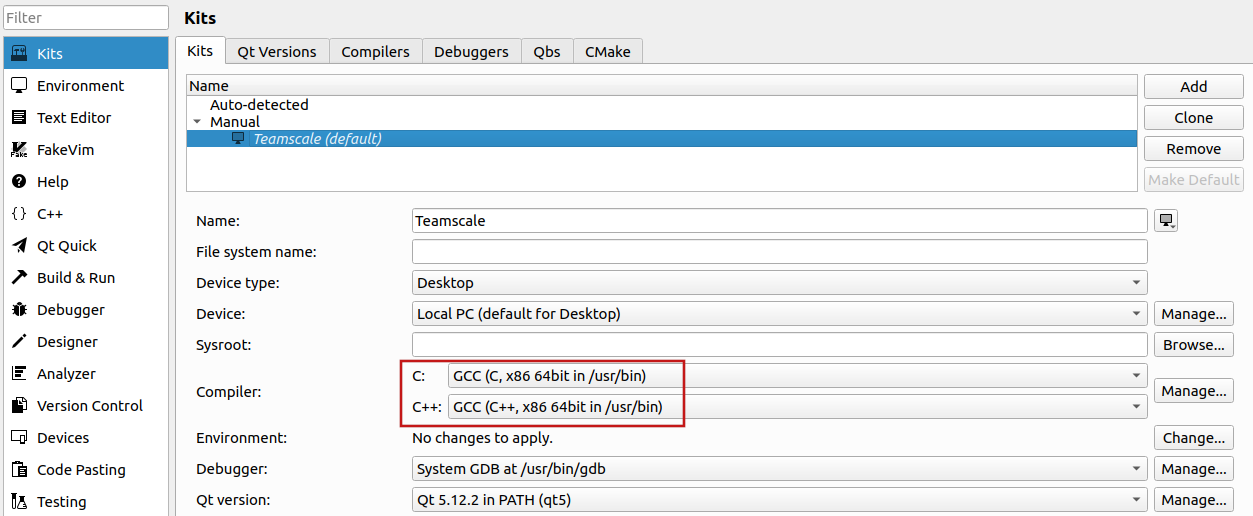 Filter
Kits
Environment
Text Editor
FakeVim
Help
C++
Qt Quick
Build & Run
Debugger
Designer
Analyzer
Version Control
Devices
Code Pasting
Testing
Kits
Kits Qt Versions Compilers Debuggers Qbs CMake
Name
Auto-detected
Manual
Teamscale (default)
Add
Clone
Remove
Make Default
Name: Teamscale
File system name:
Device type: Desktop
Device: Local PC (default for Desktop) Manage...
Sysroot: Browse...
Compiler: C: GCC (C, x86 64bit in /usr/bin) Manage...
C++: GCC (C++, x86 64bit in /usr/bin)
Environment: No changes to apply. Change...
Debugger: System GDB at /usr/bin/gdb Manage...
Qt version: Qt 5.12.2 in PATH (qt5) Manage...